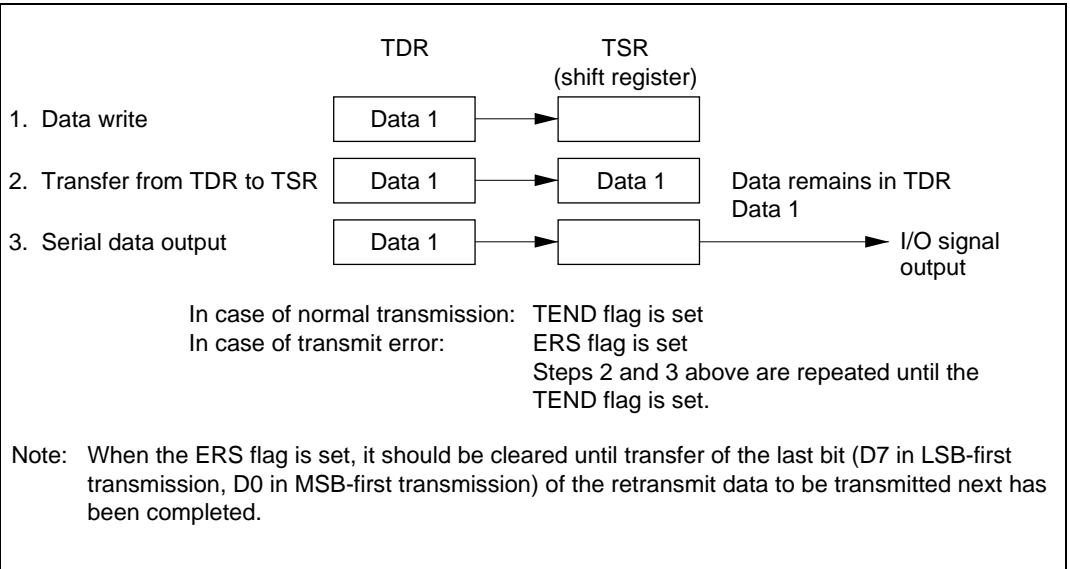 TDR TSR
(shift register)
1. Data write Data 1
2. Transfer from TDR to TSR Data 1 Data 1 Data remains in TDR
Data 1
3. Serial data output Data 1 I/O signal
output
In case of normal transmission: TEND flag is set
In case of transmit error: ERS flag is set
Steps 2 and 3 above are repeated until the
TEND flag is set.
Note: When the ERS flag is set, it should be cleared until transfer of the last bit (D7 in LSB-first
transmission, D0 in MSB-first transmission) of the retransmit data to be transmitted next has
been completed.